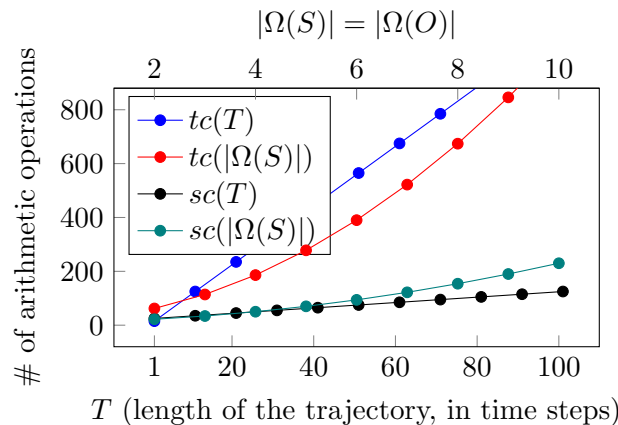 |Ω(S)| = |Ω(O)|
2 4 6 8 10
# of arithmetic operations
800
600
400
200
0
tc(T)
tc(|Ω(S)|)
sc(T)
sc(|Ω(S)|)
1 20 40 60 80 100
T (length of the trajectory, in time steps)